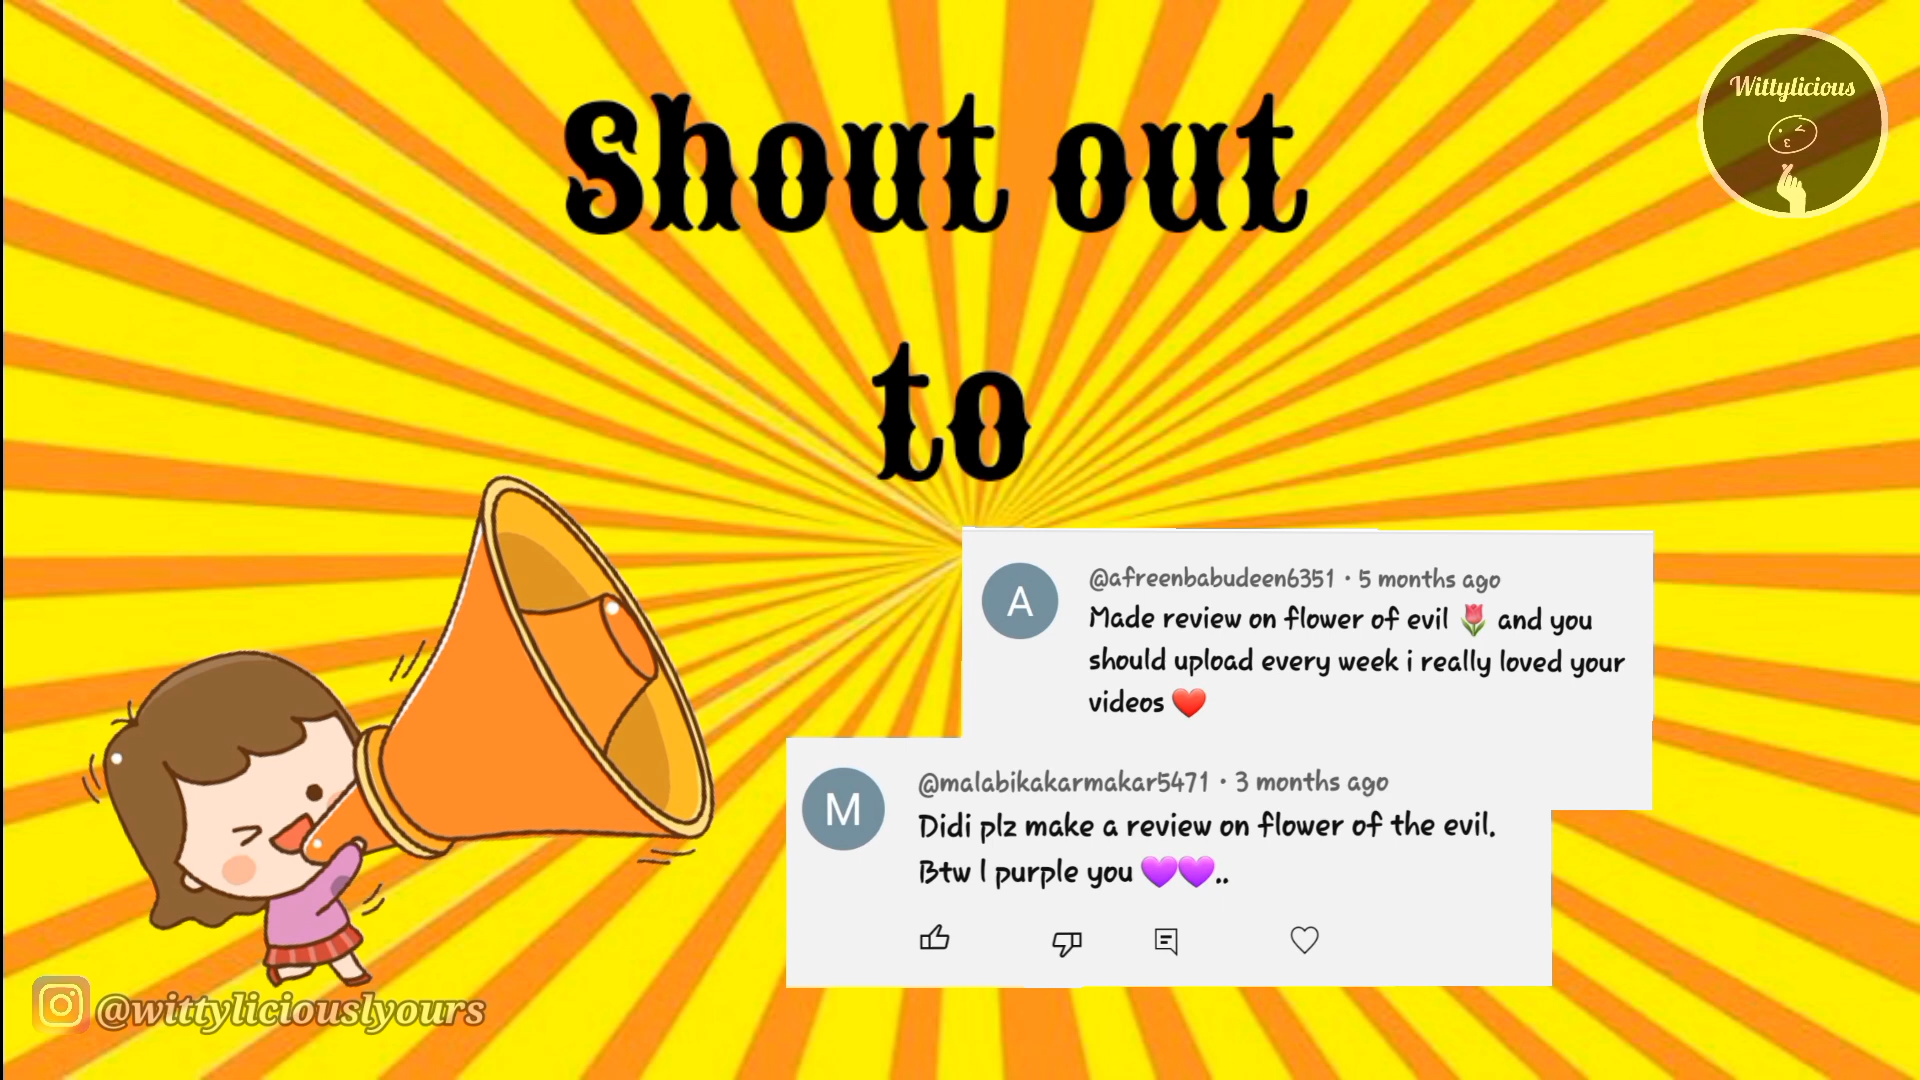 Wittylicious
Shout out
to
A
@afreenbabudeen6351 · 5 months ago
Made review on flower of evil 🌷 and you
should upload every week i really loved your
videos ❤️
M
@malabikakarmakar5471 · 3 months ago
Didi plz make a review on flower of the evil.
Btw l purple you 💜💜..
@wittyliciouslyours